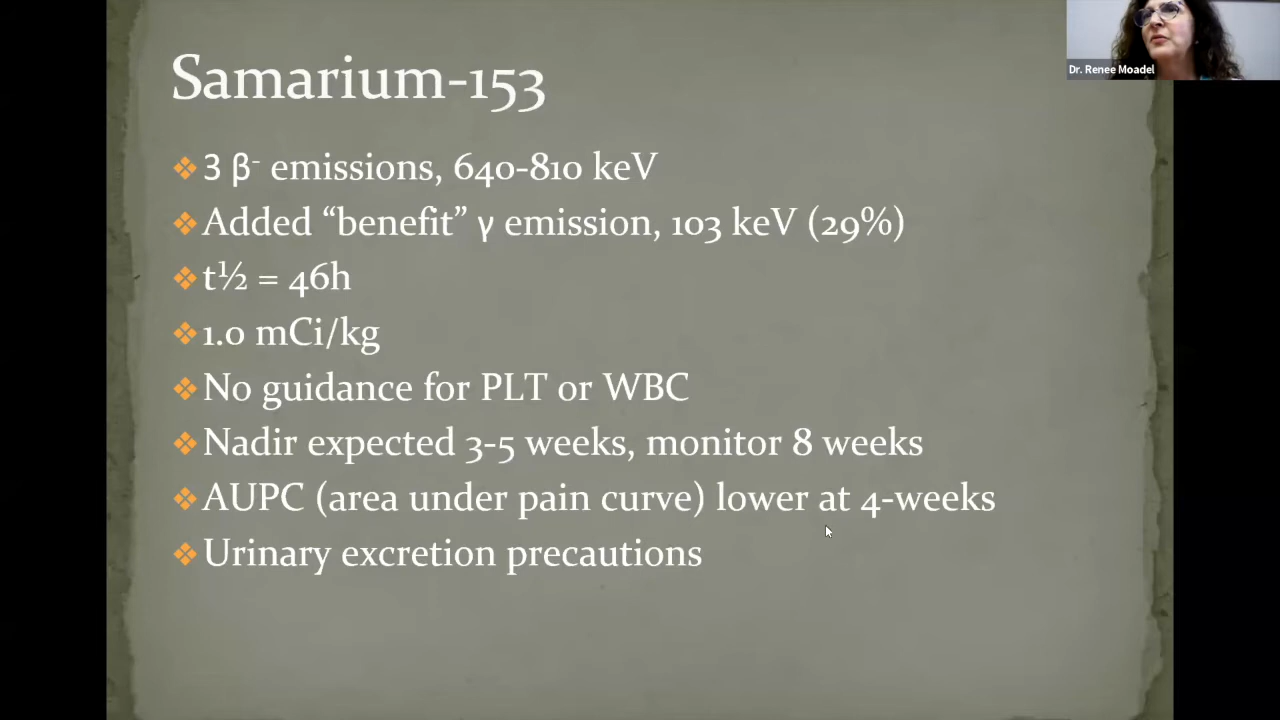 Samarium-153
Dr. Renee Moadel
❖3 β⁻ emissions, 640-810 keV
❖Added “benefit” γ emission, 103 keV (29%)
❖t½ = 46h
❖1.0 mCi/kg
❖No guidance for PLT or WBC
❖Nadir expected 3-5 weeks, monitor 8 weeks
❖AUPC (area under pain curve) lower at 4-weeks
❖Urinary excretion precautions